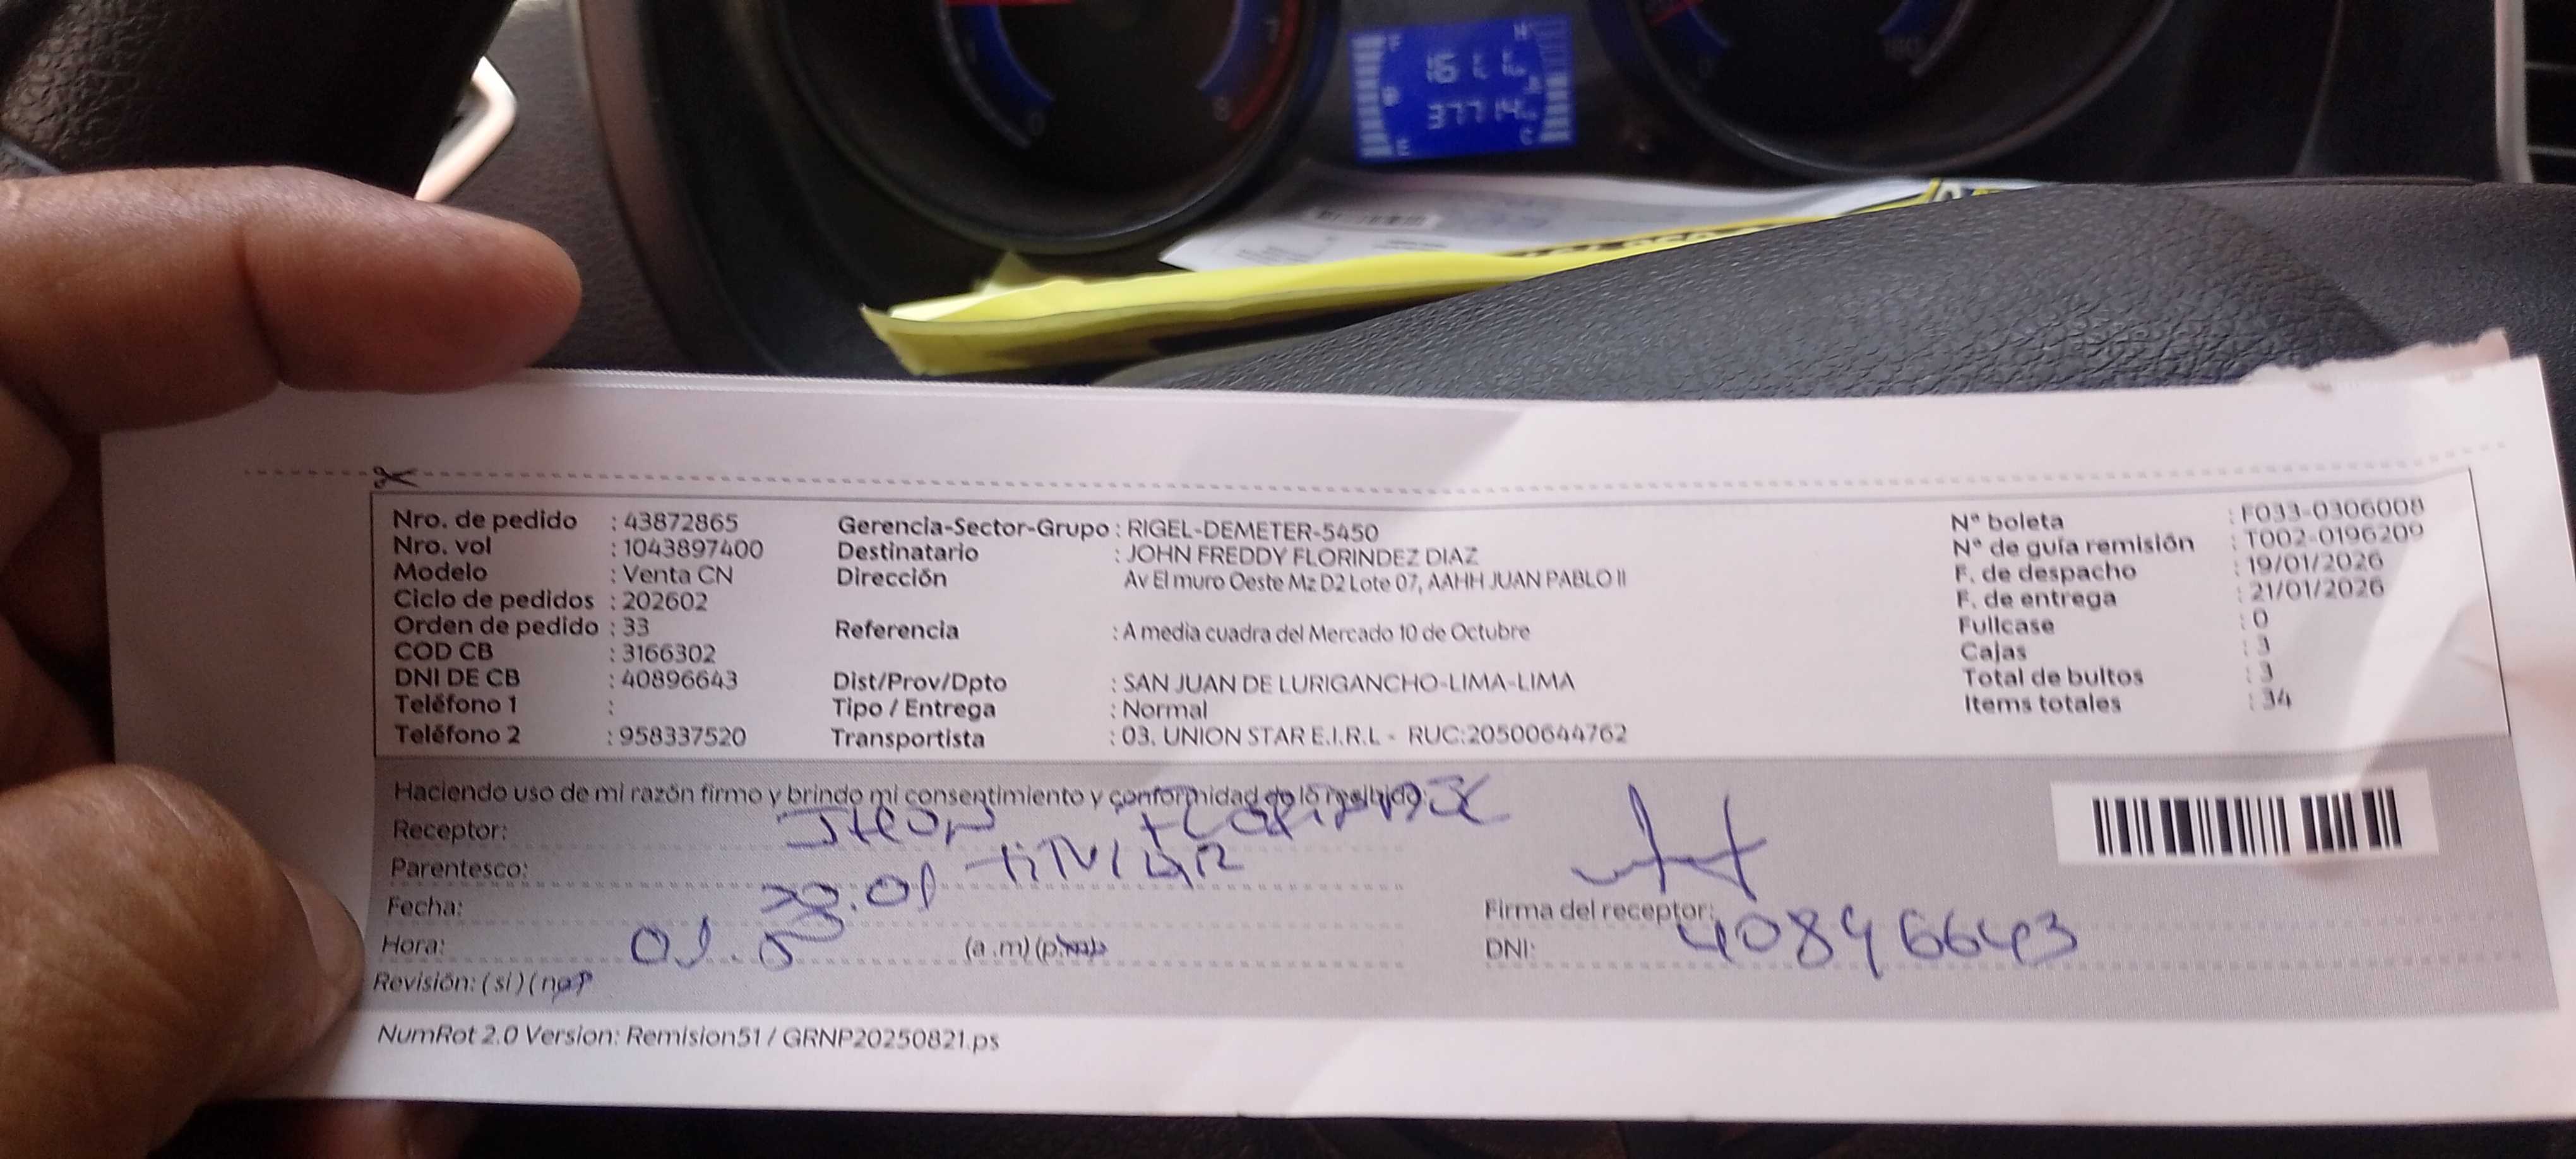 Nro. de pedido : 43872865
Nro. vol : 1043897400
Modelo : Venta CN
Ciclo de pedidos : 202602
Orden de pedido : 33
COD CB : 3166302
DNI DE CB : 40896643
Teléfono 1 :
Teléfono 2 : 958337520
Gerencia-Sector-Grupo : RIGEL-DEMETER-5450
Destinatario : JOHN FREDDY FLORINDEZ DIAZ
Dirección Av El muro Oeste Mz D2 Lote 07, AAHH JUAN PABLO II
Referencia : A media cuadra del Mercado 10 de Octubre
Dist/Prov/Dpto : SAN JUAN DE LURIGANCHO-LIMA-LIMA
Tipo / Entrega : Normal
Transportista : 03. UNION STAR E.I.R.L - RUC:20500644762
N° boleta : F033-0306008
N° de guía remisión : T002-0196209
F. de despacho : 19/01/2026
F. de entrega : 21/01/2026
Fullcase : 0
Cajas : 3
Total de bultos : 3
Items totales : 34
Haciendo uso de mi razón firmo y brindo mi consentimiento y conformidad de lo recibido:
Receptor:
Parentesco: TITULAR
Fecha:
Hora: (a .m) (p.m)
Revisión: ( si ) ( no )
Firma del receptor:
DNI: 40896643
NumRot 2.0 Version: Remision51 / GRNP20250821.ps